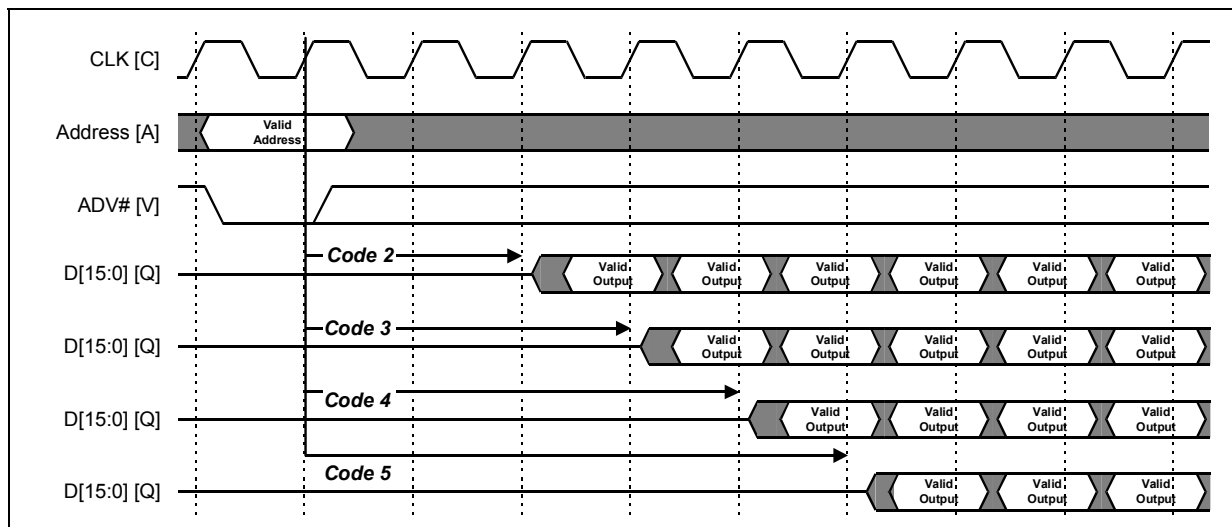 CLK [C]
Address [A]
Valid
Address
ADV# [V]
Code 2
D[15:0] [Q]
Valid Output Valid Output Valid Output Valid Output Valid Output Valid Output
Code 3
D[15:0] [Q]
Valid Output Valid Output Valid Output Valid Output Valid Output
Code 4
D[15:0] [Q]
Valid Output Valid Output Valid Output Valid Output
Code 5
D[15:0] [Q]
Valid Output Valid Output Valid Output